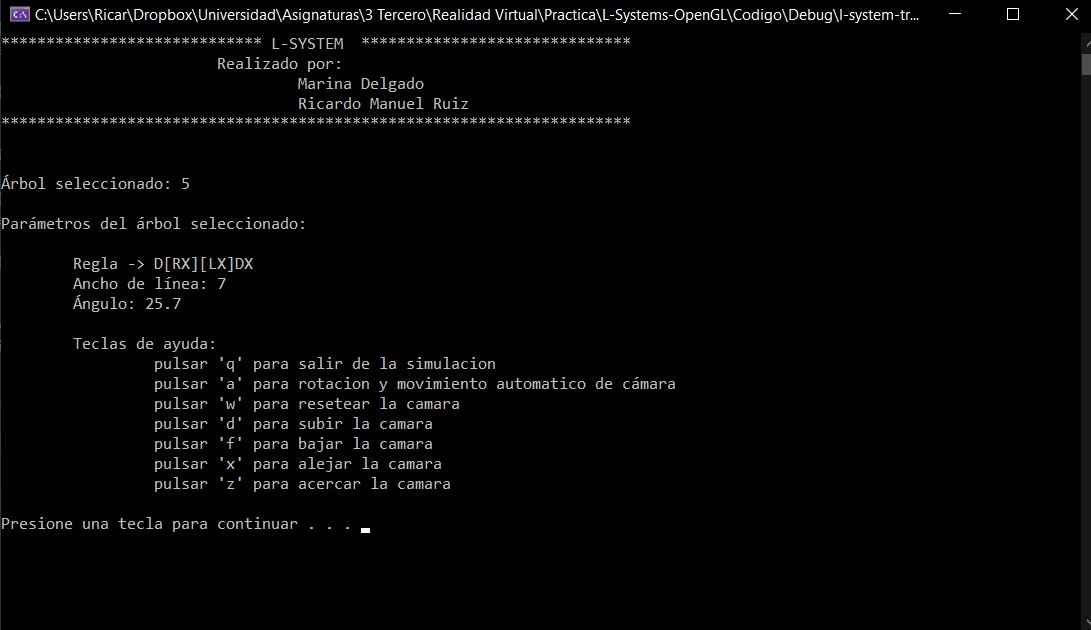 C:\Users\Ricar\Dropbox\Universidad\Asignaturas\3 Tercero\Realidad Virtual\Practica\L-Systems-OpenGL\Codigo\Debug\l-system-tr...
***************************** L-SYSTEM  ******************************
Realizado por:
Marina Delgado
Ricardo Manuel Ruiz
**********************************************************************
Árbol seleccionado: 5
Parámetros del árbol seleccionado:
Regla -> D[RX][LX]DX
Ancho de línea: 7
Ángulo: 25.7
Teclas de ayuda:
pulsar 'q' para salir de la simulacion
pulsar 'a' para rotacion y movimiento automatico de cámara
pulsar 'w' para resetear la camara
pulsar 'd' para subir la camara
pulsar 'f' para bajar la camara
pulsar 'x' para alejar la camara
pulsar 'z' para acercar la camara
Presione una tecla para continuar . . .